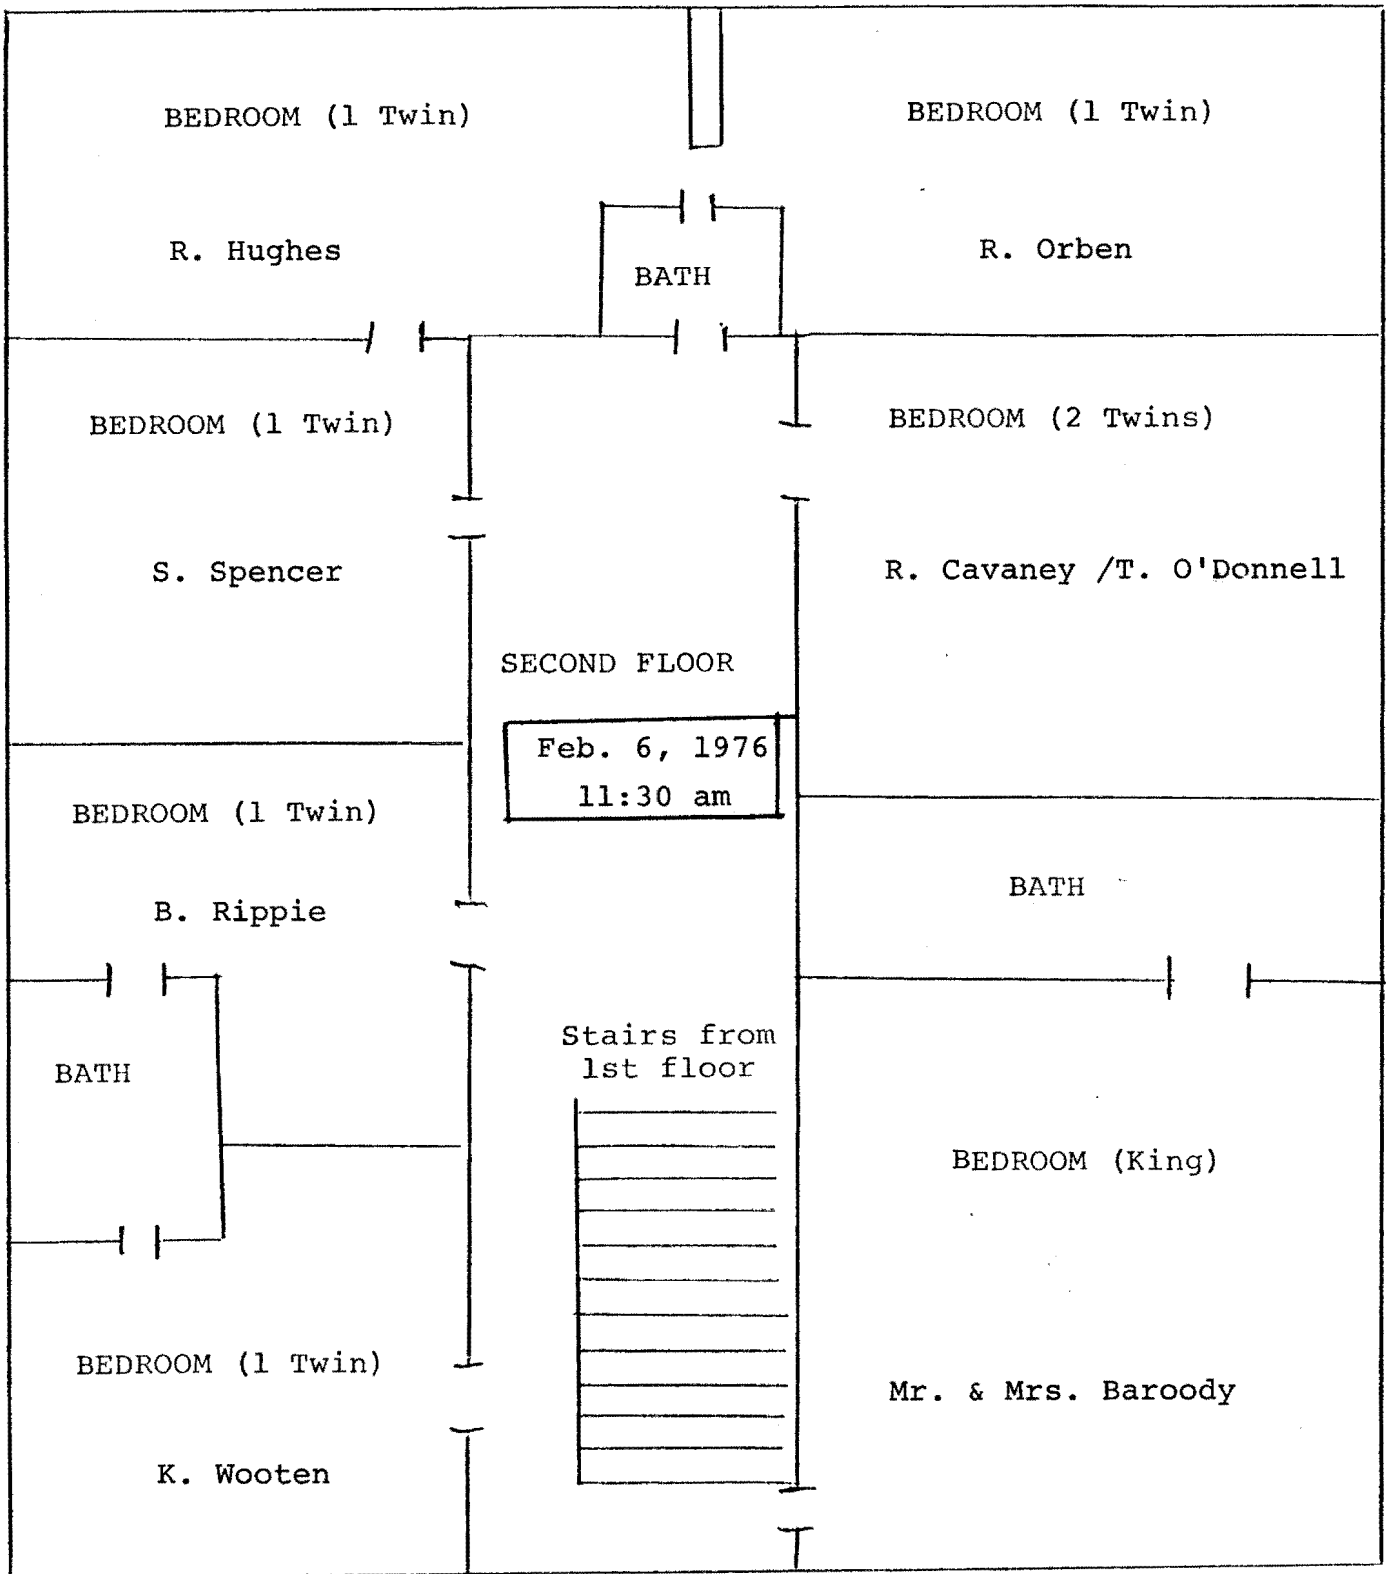 BEDROOM (1 Twin)
BEDROOM (1 Twin)
R. Hughes
BATH
R. Orben
BEDROOM (1 Twin)
BEDROOM (2 Twins)
S. Spencer
R. Cavaney /T. O'Donnell
SECOND FLOOR
Feb. 6, 1976
11:30 am
BEDROOM (1 Twin)
B. Rippie
BATH
BATH
Stairs from
1st floor
BEDROOM (King)
BEDROOM (1 Twin)
Mr. & Mrs. Baroody
K. Wooten